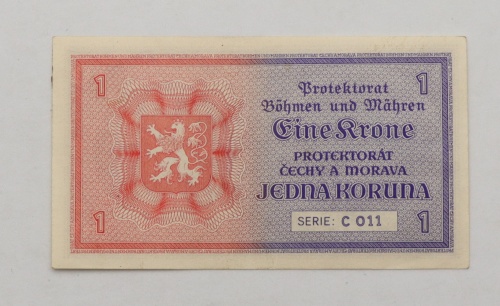 1
1
Protektorat
Böhmen und Mähren
Eine Krone
PROTEKTORÁT
ČECHY A MORAVA
JEDNA KORUNA
SERIE: C 011
1
1